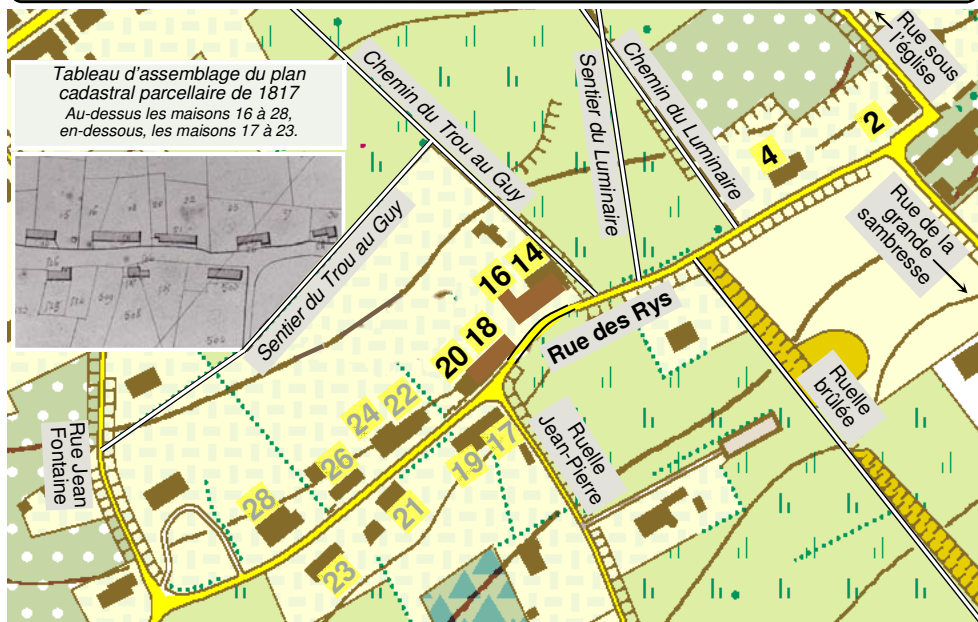 Tableau d'assemblage du plan
cadastral parcellaire de 1817
Au-dessus les maisons 16 à 28,
en-dessous, les maisons 17 à 23.
Rue sous
l'église
Chemin du Trou au Guy
Sentier du Luminaire
Chemin du Luminaire
2
4
Rue de la
grande
sambresse
Sentier du Trou au Guy
16 14
Rue des Rys
20 18
Ruelle
brûlée
24 22
Ruelle
Jean-Pierre
Rue Jean
Fontaine
19 17
26
28
21
23